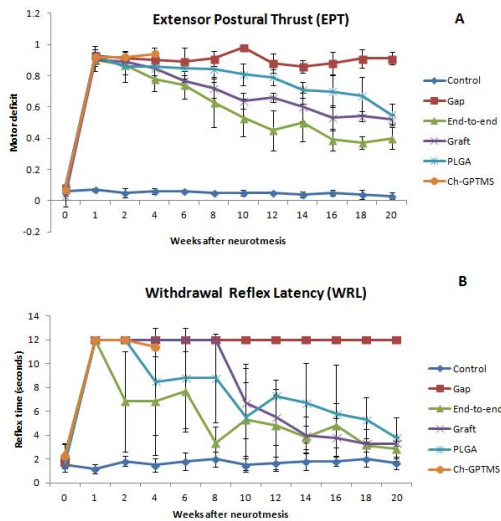 Extensor Postural Thrust (EPT)
A
1.2
1
0.8
0.6
0.4
0.2
0
-0.2
Motor deficit
0 1 2 4 6 8 10 12 14 16 18 20
Weeks after neurotmesis
Control
Gap
End-to-end
Graft
PLGA
Ch-GPTMS
B
Withdrawal Reflex Latency (WRL)
14
12
10
8
6
4
2
0
Reflex time (seconds)
0 1 2 4 6 8 10 12 14 16 18 20
Weeks after neurotmesis
Control
Gap
End-to-end
Graft
PLGA
Ch-GPTMS